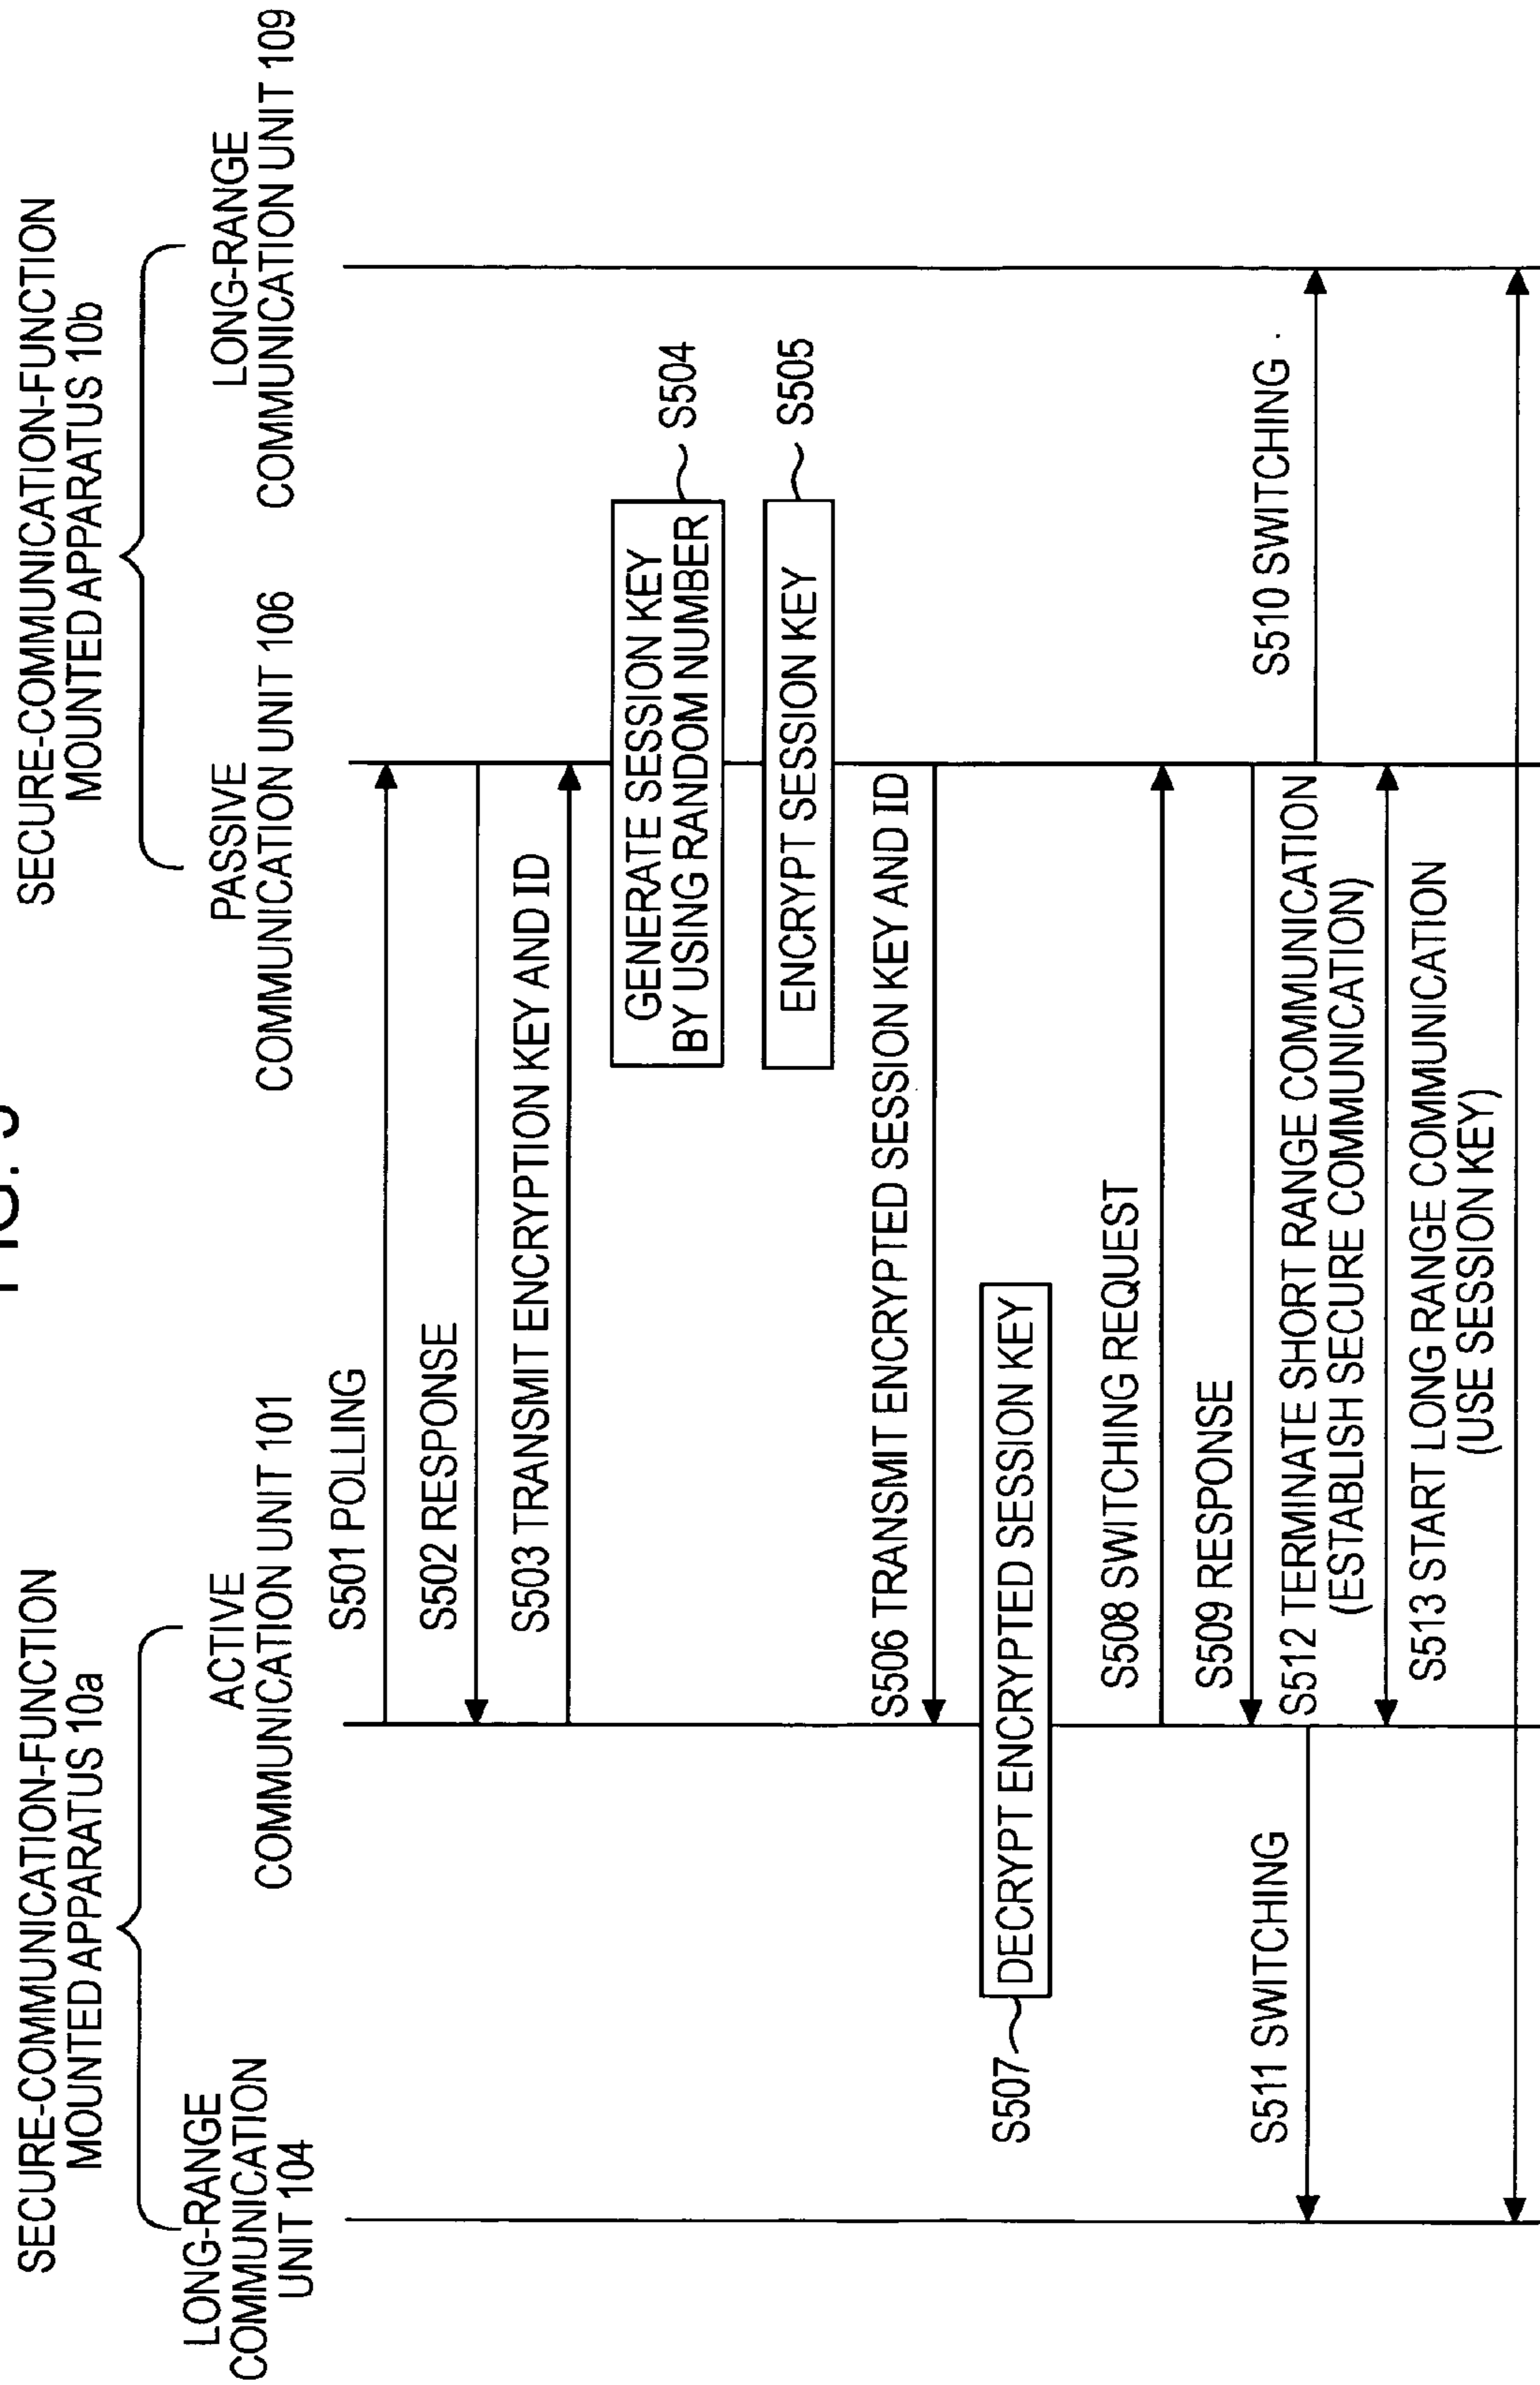 SECURE-COMMUNICATION-FUNCTION
MOUNTED APPARATUS 10a
SECURE-COMMUNICATION-FUNCTION
MOUNTED APPARATUS 10b
LONG-RANGE
COMMUNICATION
UNIT 104
ACTIVE
COMMUNICATION UNIT 101
PASSIVE
COMMUNICATION UNIT 106
LONG-RANGE
COMMUNICATION UNIT 109
S501 POLLING
S502 RESPONSE
S503 TRANSMIT ENCRYPTION KEY AND ID
GENERATE SESSION KEY
BY USING RANDOM NUMBER
S504
ENCRYPT SESSION KEY
S505
S506 TRANSMIT ENCRYPTED SESSION KEY AND ID
S507
DECRYPT ENCRYPTED SESSION KEY
S508 SWITCHING REQUEST
S509 RESPONSE
S511 SWITCHING
S510 SWITCHING
S512 TERMINATE SHORT RANGE COMMUNICATION
(ESTABLISH SECURE COMMUNICATION)
S513 START LONG RANGE COMMUNICATION
(USE SESSION KEY)